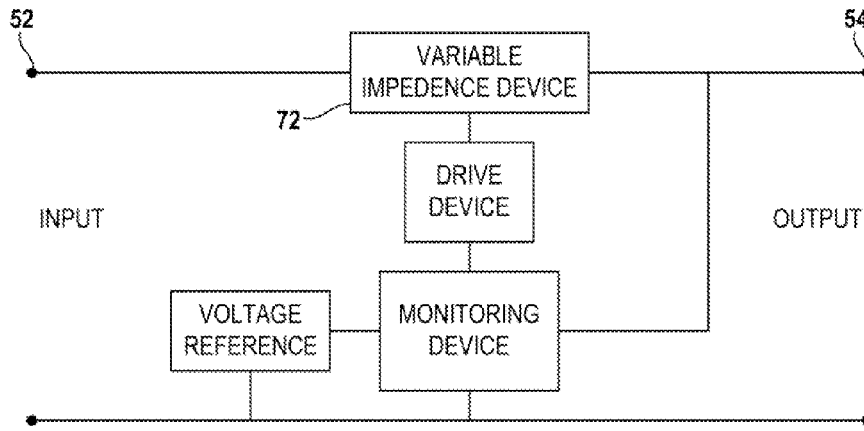 52
54
VARIABLE
IMPEDENCE DEVICE
72
DRIVE
DEVICE
INPUT
OUTPUT
VOLTAGE
REFERENCE
MONITORING
DEVICE